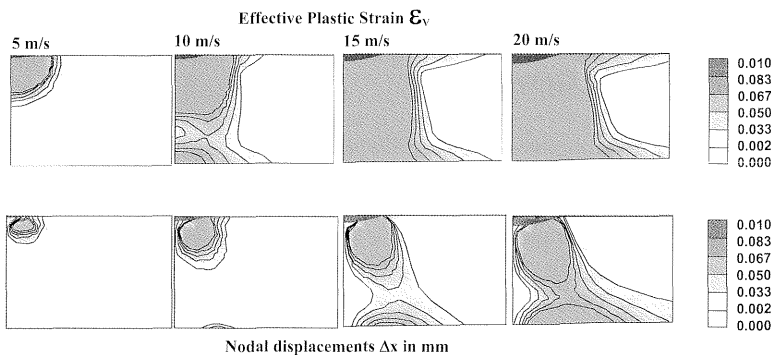 Effective Plastic Strain Ɛv
5 m/s
10 m/s
15 m/s
20 m/s
0.010
0.083
0.067
0.050
0.033
0.002
0.000
0.010
0.083
0.067
0.050
0.033
0.002
0.000
Nodal displacements Δx in mm